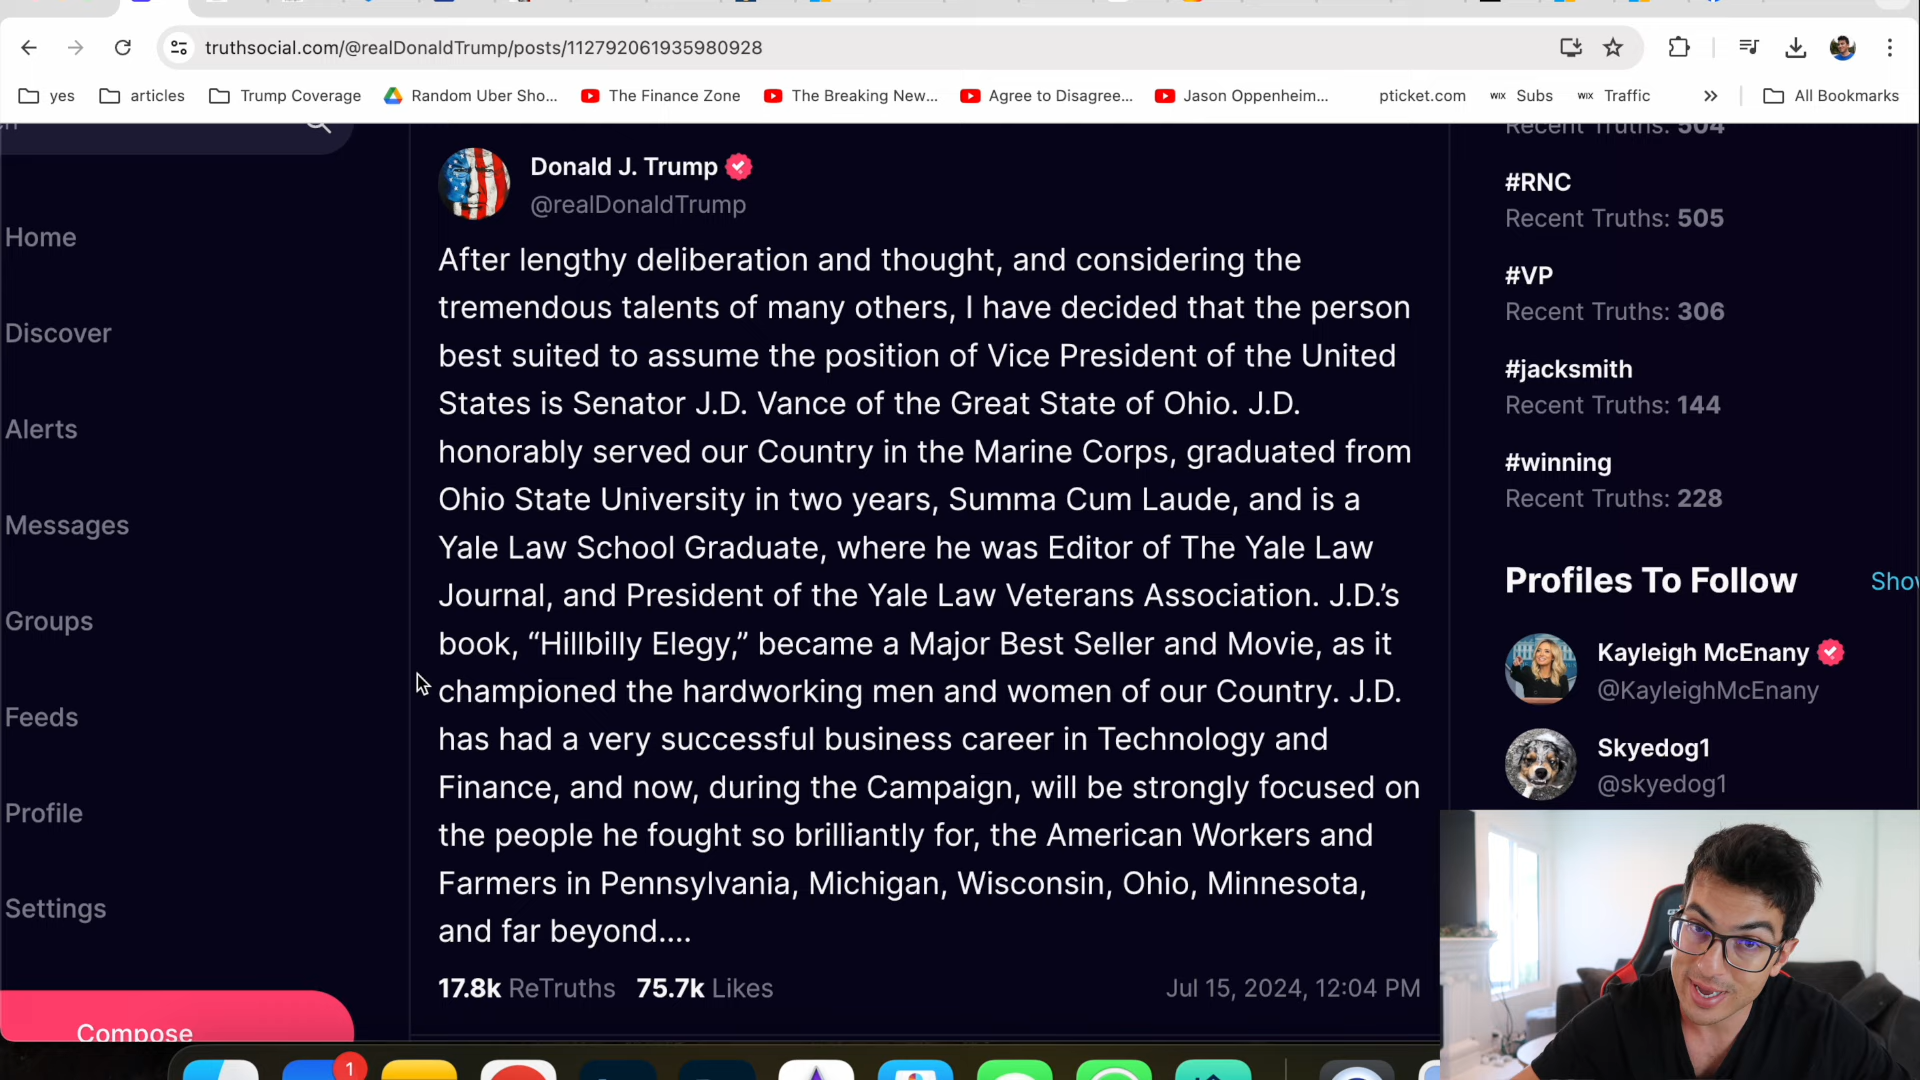 truthsocial.com/@realDonaldTrump/posts/112792061935980928
yes
articles
Trump Coverage
Random Uber Sho...
The Finance Zone
The Breaking New...
Agree to Disagree...
Jason Oppenheim...
pticket.com
WIX Subs
WIX Traffic
All Bookmarks
Home
Discover
Alerts
Messages
Groups
Feeds
Profile
Settings
Compose
Donald J. Trump
@realDonaldTrump
After lengthy deliberation and thought, and considering the
tremendous talents of many others, I have decided that the person
best suited to assume the position of Vice President of the United
States is Senator J.D. Vance of the Great State of Ohio. J.D.
honorably served our Country in the Marine Corps, graduated from
Ohio State University in two years, Summa Cum Laude, and is a
Yale Law School Graduate, where he was Editor of The Yale Law
Journal, and President of the Yale Law Veterans Association. J.D.’s
book, “Hillbilly Elegy,” became a Major Best Seller and Movie, as it
championed the hardworking men and women of our Country. J.D.
has had a very successful business career in Technology and
Finance, and now, during the Campaign, will be strongly focused on
the people he fought so brilliantly for, the American Workers and
Farmers in Pennsylvania, Michigan, Wisconsin, Ohio, Minnesota,
and far beyond....
17.8k ReTruths 75.7k Likes
Jul 15, 2024, 12:04 PM
Recent Truths: 504
#RNC
Recent Truths: 505
#VP
Recent Truths: 306
#jacksmith
Recent Truths: 144
#winning
Recent Truths: 228
Profiles To Follow
Kayleigh McEnany
@KayleighMcEnany
Skyedog1
@skyedog1
1